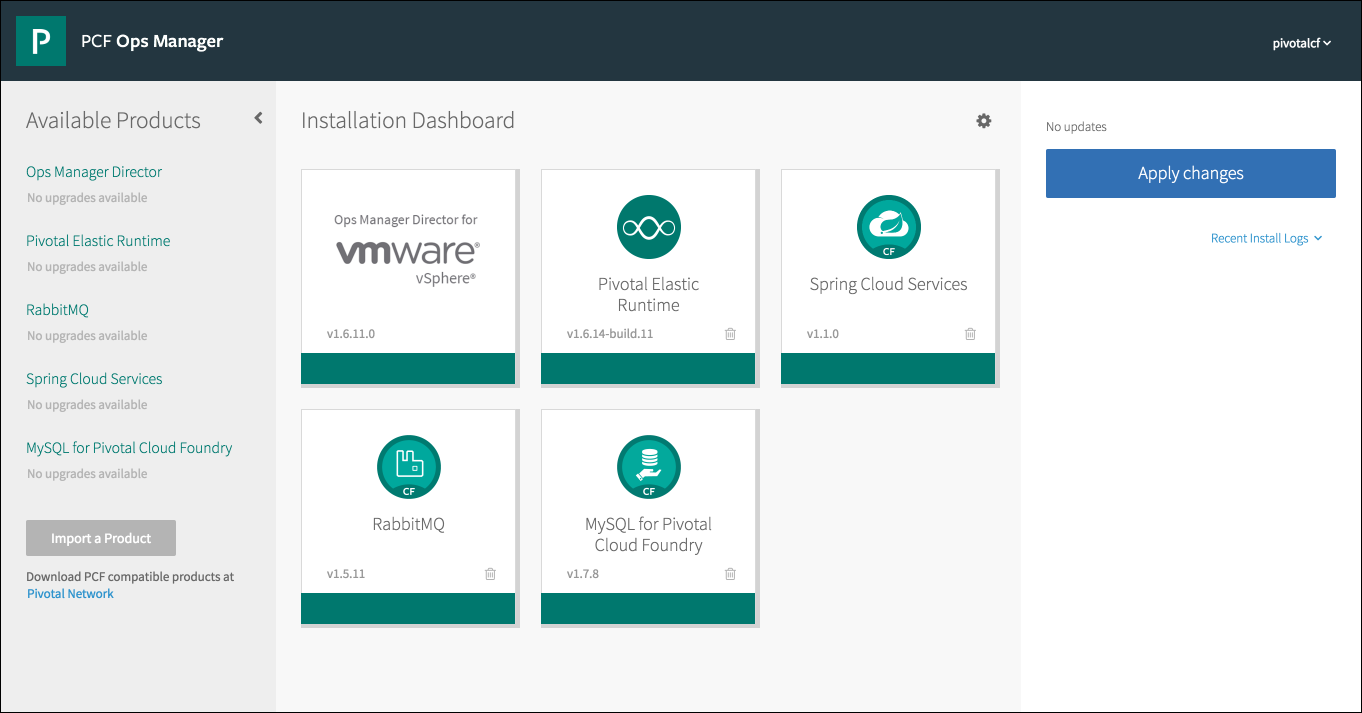 P
PCF Ops Manager
pivotalcf
Available Products
Ops Manager Director
No upgrades available
Pivotal Elastic Runtime
No upgrades available
RabbitMQ
No upgrades available
Spring Cloud Services
No upgrades available
MySQL for Pivotal Cloud Foundry
No upgrades available
Import a Product
Download PCF compatible products at
Pivotal Network
Installation Dashboard
Ops Manager Director for
vmware®
vSphere®
v1.6.11.0
Pivotal Elastic
Runtime
v1.6.14-build.11
CF
Spring Cloud Services
v1.1.0
CF
RabbitMQ
v1.5.11
CF
MySQL for Pivotal
Cloud Foundry
v1.7.8
No updates
Apply changes
Recent Install Logs